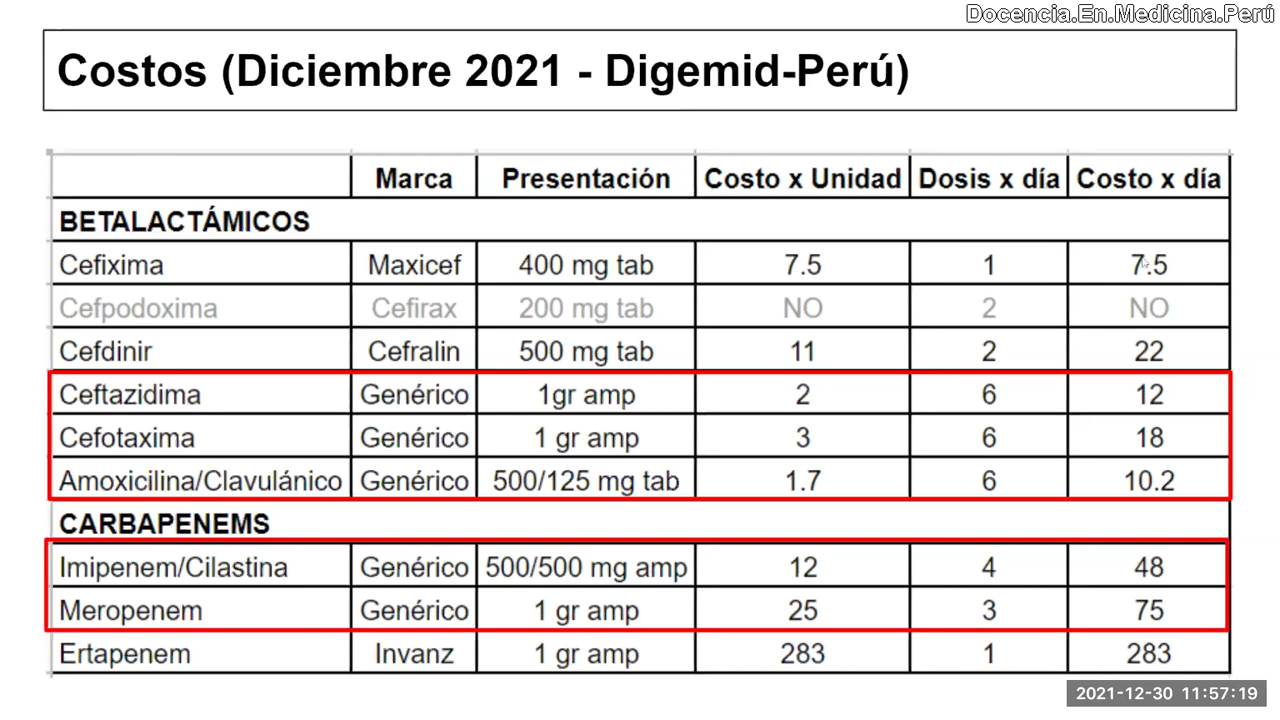 Docencia.En.Medicina.Perú
Costos (Diciembre 2021 - Digemid-Perú)
Marca Presentación Costo x Unidad Dosis x día Costo x día
BETALACTÁMICOS
Cefixima Maxicef 400 mg tab 7.5 1 7.5
Cefpodoxima Cefirax 200 mg tab NO 2 NO
Cefdinir Cefralin 500 mg tab 11 2 22
Ceftazidima Genérico 1gr amp 2 6 12
Cefotaxima Genérico 1 gr amp 3 6 18
Amoxicilina/Clavulánico Genérico 500/125 mg tab 1.7 6 10.2
CARBAPENEMS
Imipenem/Cilastina Genérico 500/500 mg amp 12 4 48
Meropenem Genérico 1 gr amp 25 3 75
Ertapenem Invanz 1 gr amp 283 1 283
2021-12-30 11:57:19